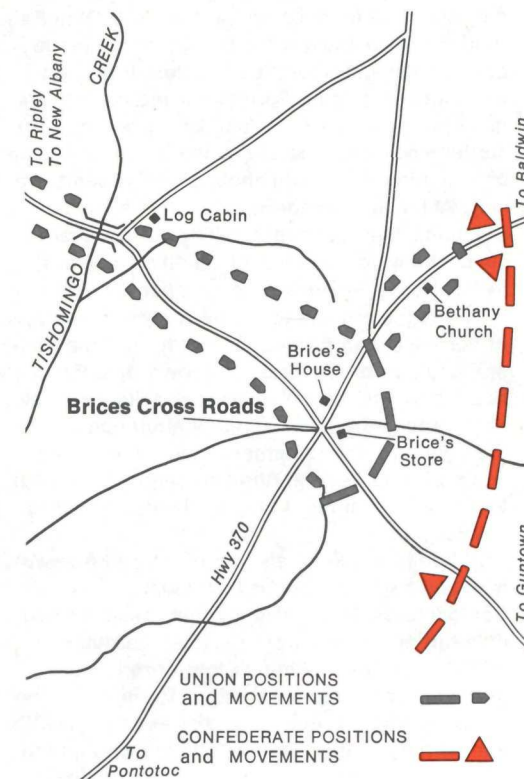 CREEK
To Ripley
To New Albany
TISHOMINGO
Log Cabin
To Baldwin
Bethany
Church
Brice's
House
Brices Cross Roads
Brice's
Store
Hwy 370
To Guntown
UNION POSITIONS
and MOVEMENTS
CONFEDERATE POSITIONS
and MOVEMENTS
To
Pontotoc